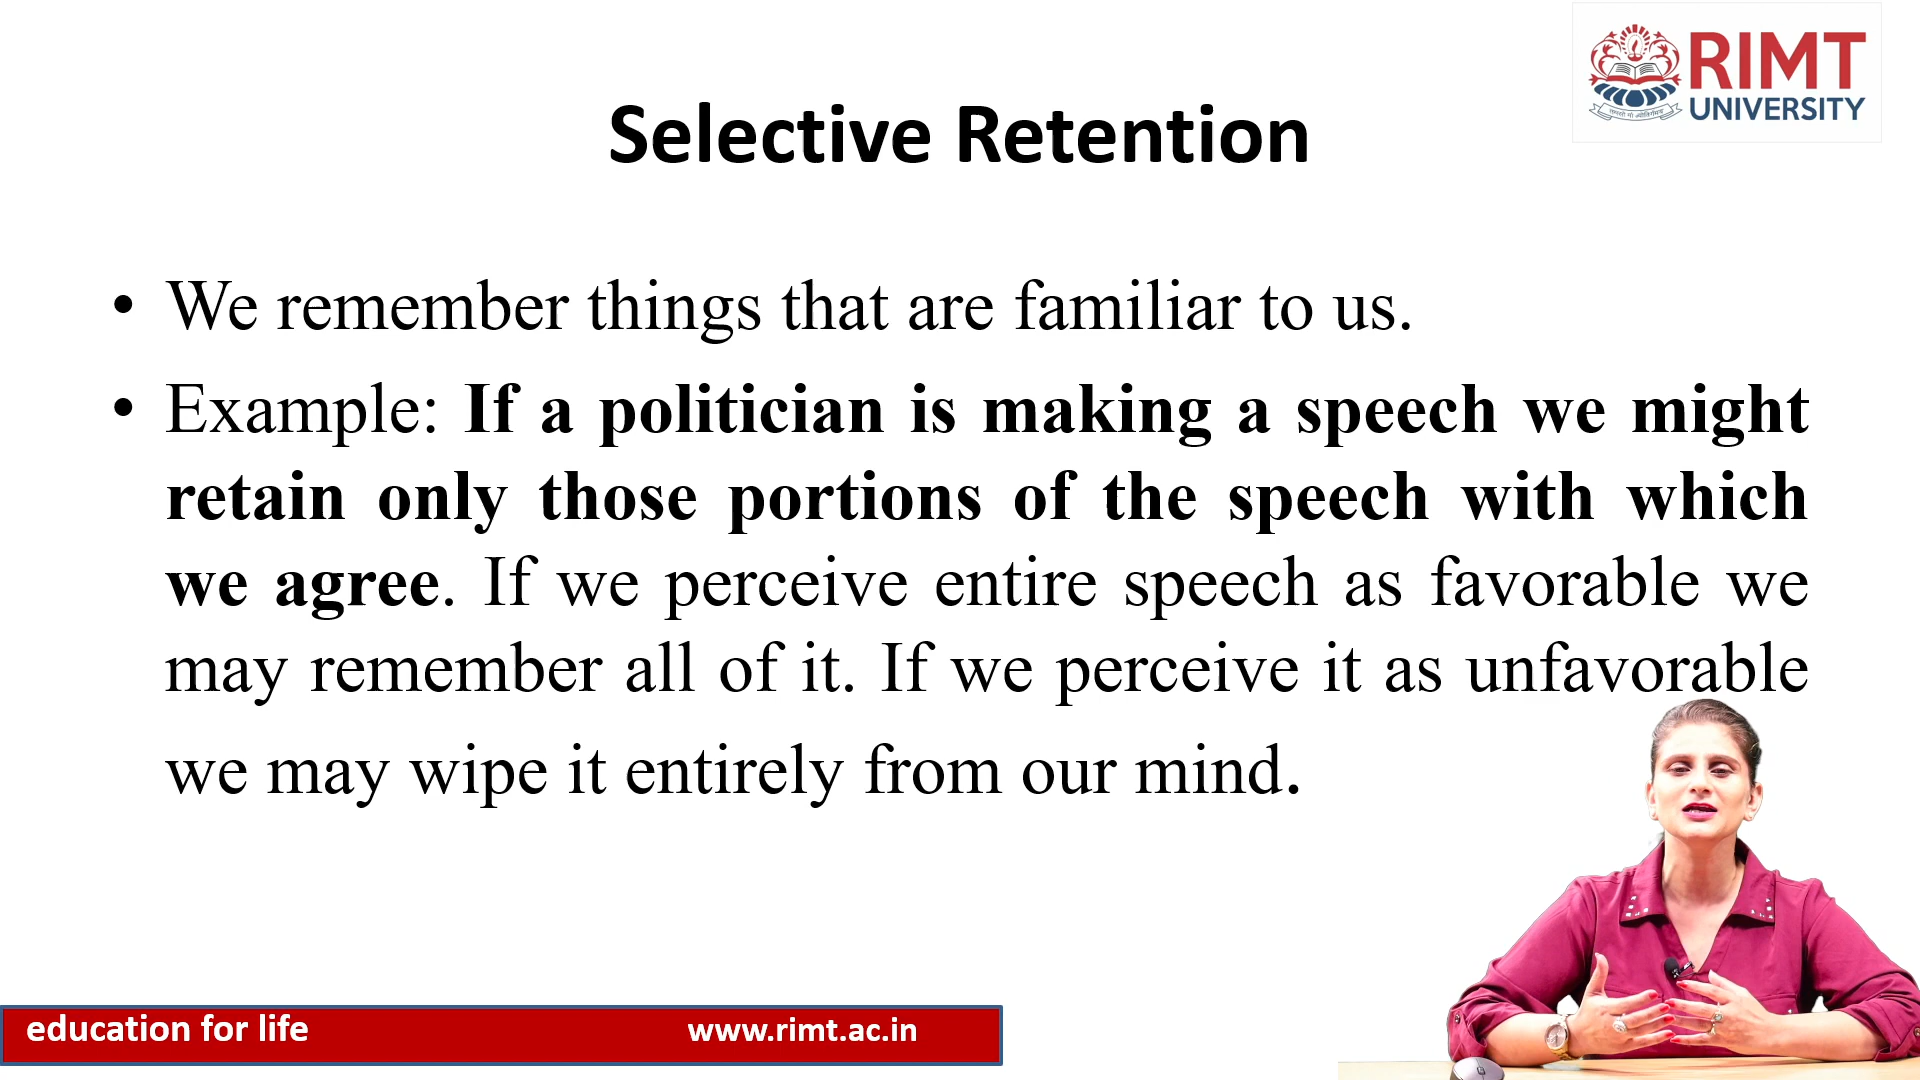 RIMT
UNIVERSITY
Selective Retention
• We remember things that are familiar to us.
• Example: If a politician is making a speech we might
retain only those portions of the speech with which
we agree. If we perceive entire speech as favorable we
may remember all of it. If we perceive it as unfavorable
we may wipe it entirely from our mind.
education for life www.rimt.ac.in